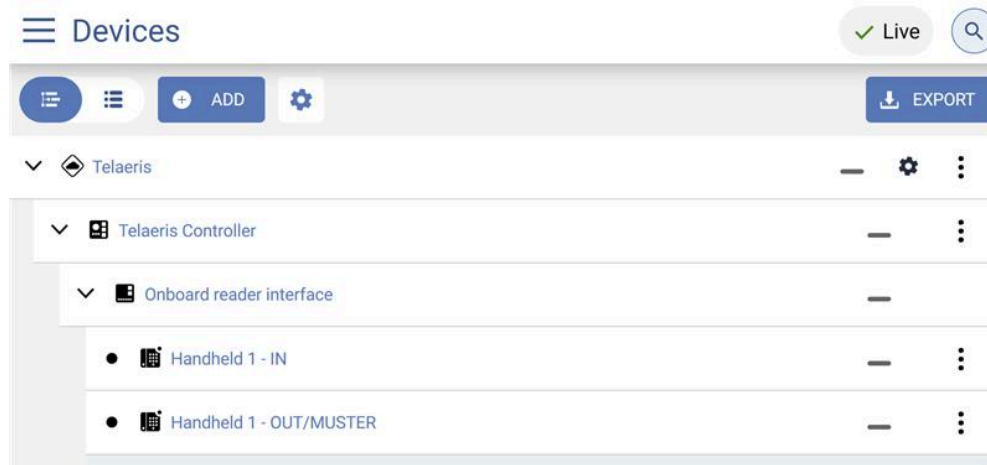 Devices
Live
ADD
EXPORT
Telaeris
Telaeris Controller
Onboard reader interface
Handheld 1 - IN
Handheld 1 - OUT/MUSTER